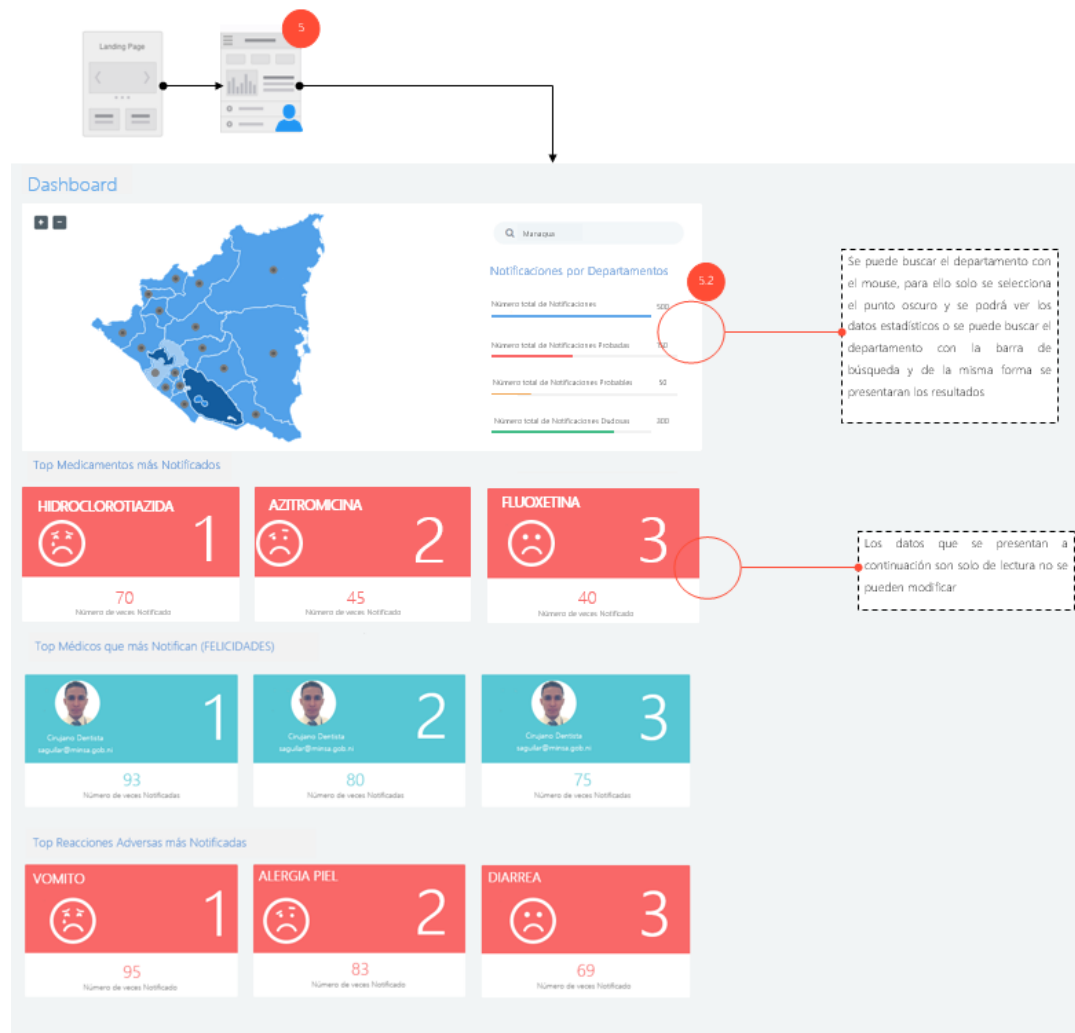 5
Landing Page
Dashboard
+ -
Managua
Notificaciones por Departamentos
5.2
Número total de Notificaciones 500
Número total de Notificaciones Probadas 150
Número total de Notificaciones Probables 50
Número total de Notificaciones Dudosas 300
Se puede buscar el departamento con
el mouse, para ello solo se selecciona
el punto oscuro y se podrá ver los
datos estadísticos o se puede buscar el
departamento con la barra de
búsqueda y de la misma forma se
presentaran los resultados
Top Medicamentos más Notificados
HIDROCLOROTIAZIDA 1
AZITROMICINA 2
FLUOXETINA 3
70
Número de veces Notificado
45
Número de veces Notificado
40
Número de veces Notificado
Los datos que se presentan a
continuación son solo de lectura no se
pueden modificar
Top Médicos que más Notifican (FELICIDADES)
1
Cirujano Dentista
saguilar@minsa.gob.ni
2
Cirujano Dentista
saguilar@minsa.gob.ni
3
Cirujano Dentista
saguilar@minsa.gob.ni
93
Número de veces Notificadas
80
Número de veces Notificadas
75
Número de veces Notificadas
Top Reacciones Adversas más Notificadas
VOMITO 1
ALERGIA PIEL 2
DIARREA 3
95
Número de veces Notificado
83
Número de veces Notificado
69
Número de veces Notificado